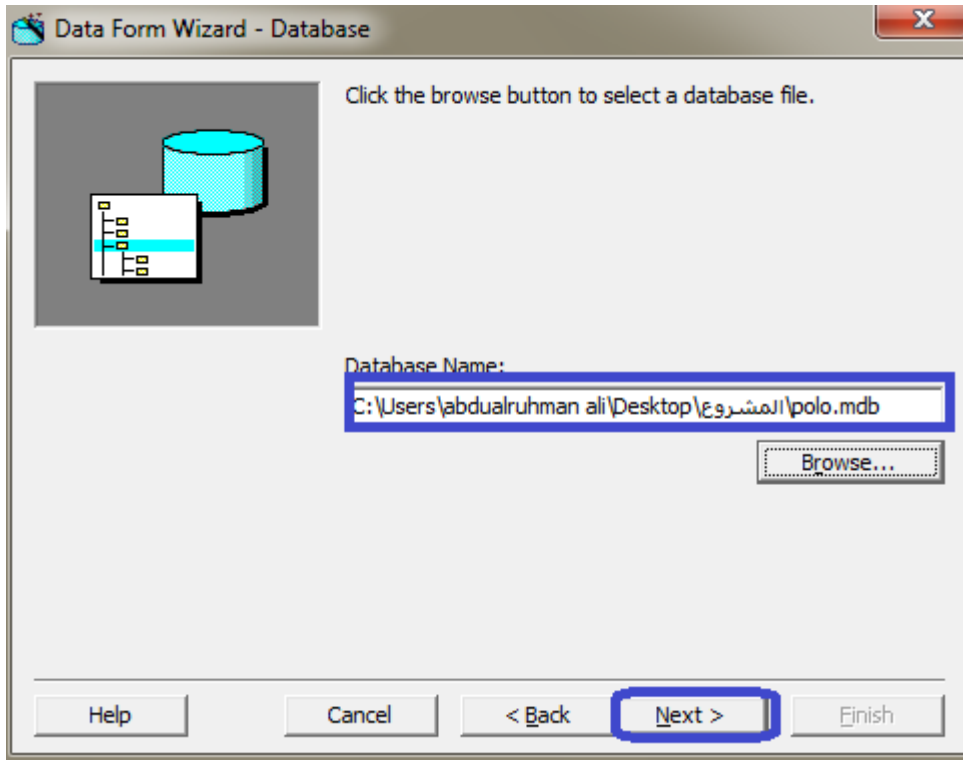 Data Form Wizard - Database
Click the browse button to select a database file.
Database Name:
C:\Users\abdualruhman ali\Desktop\المشروع\polo.mdb
Browse...
Help
Cancel
< Back
Next >
Finish